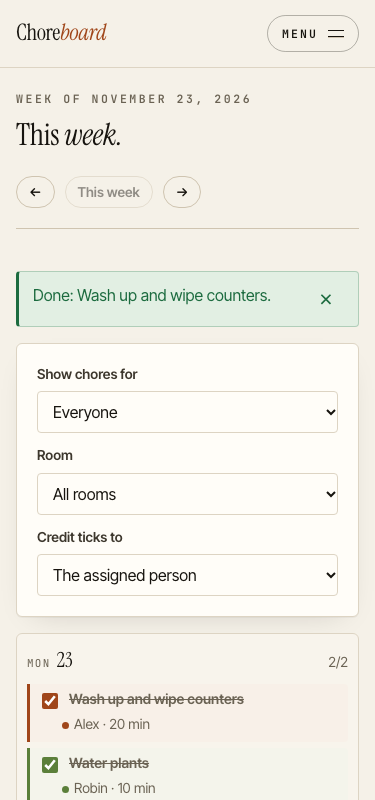 Choreboard
MENU
WEEK OF NOVEMBER 23, 2026
This week.
← This week →
Done: Wash up and wipe counters. ✕
Show chores for
Everyone
Room
All rooms
Credit ticks to
The assigned person
MON 23 2/2
Wash up and wipe counters
Alex · 20 min
Water plants
Robin · 10 min